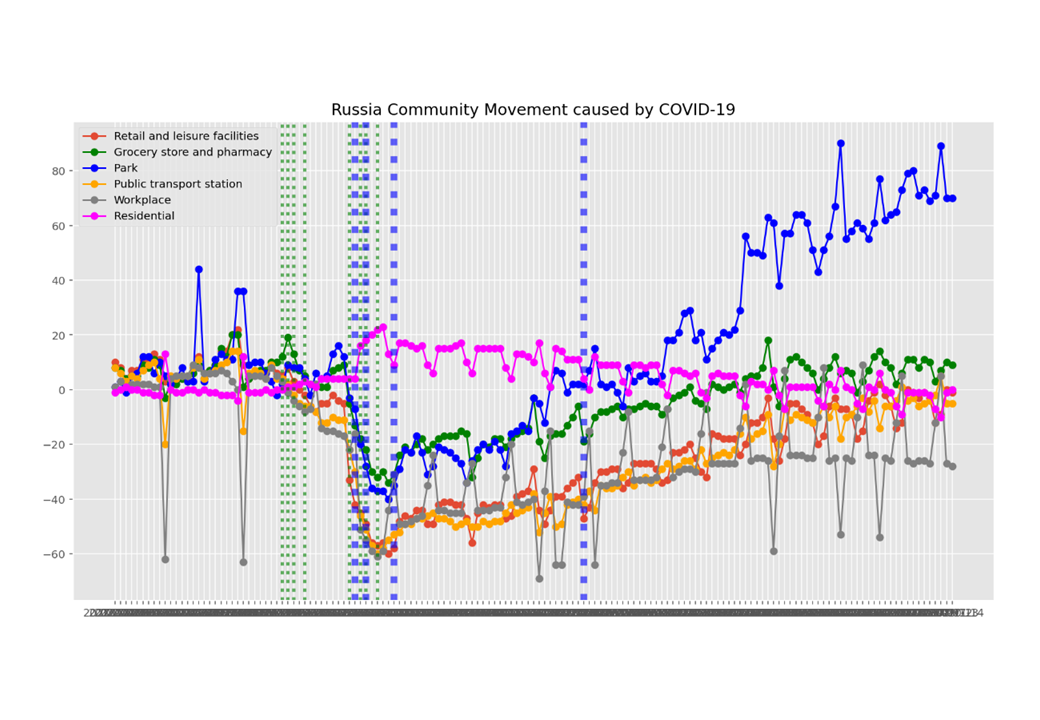 Russia Community Movement caused by COVID-19
Retail and leisure facilities
Grocery store and pharmacy
Park
Public transport station
Workplace
Residential
80
60
40
20
0
−20
−40
−60